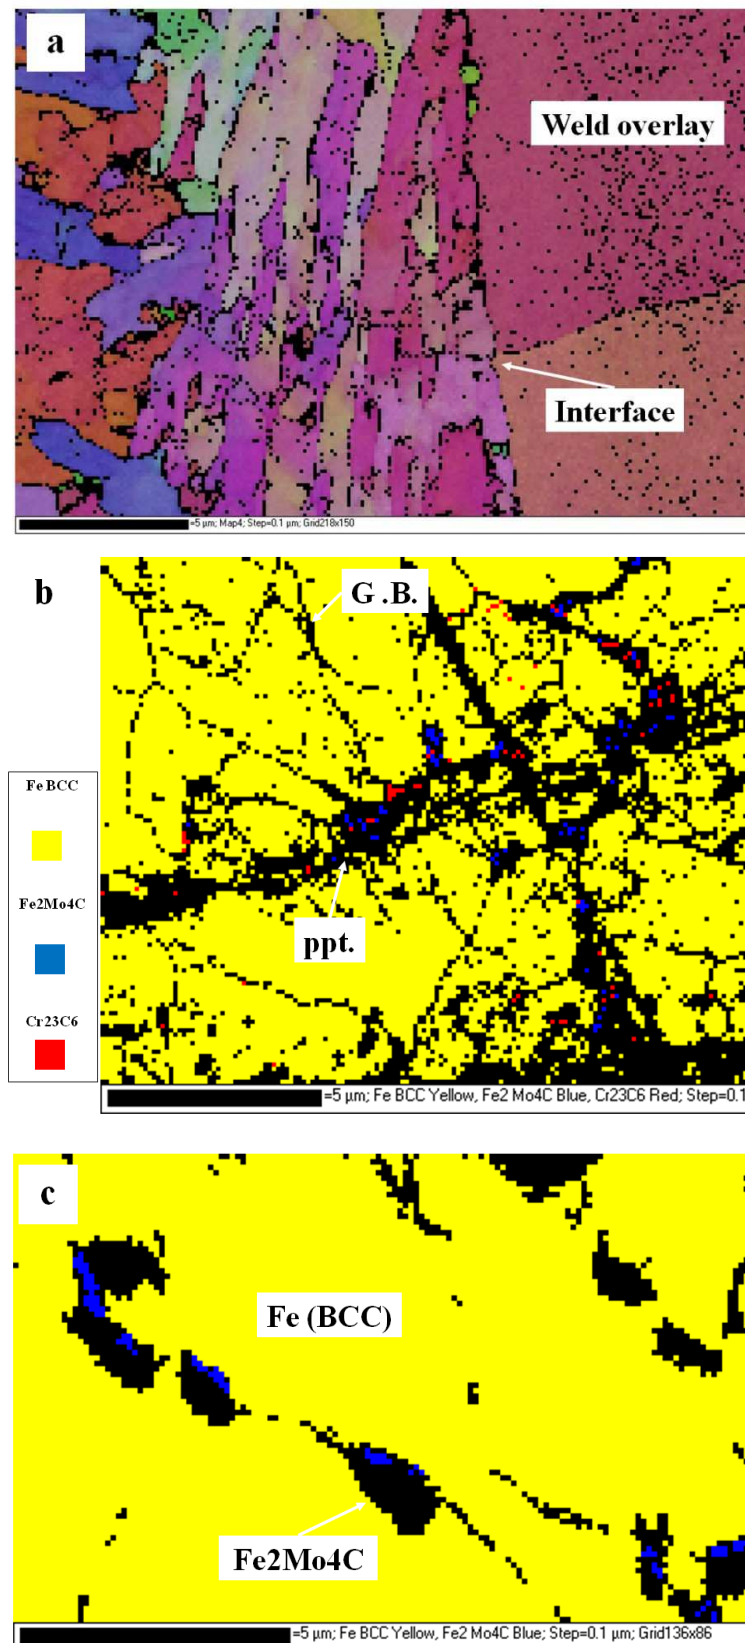 a
Weld overlay
Interface
=5 µm; Map4; Step=0.1 µm; Grid218x150
b
G .B.
Fe BCC
Fe2Mo4C
ppt.
Cr23C6
=5 µm; Fe BCC Yellow, Fe2 Mo4C Blue, Cr23C6 Red; Step=0.1
c
Fe (BCC)
Fe2Mo4C
=5 µm; Fe BCC Yellow, Fe2 Mo4C Blue; Step=0.1 µm; Grid136x86